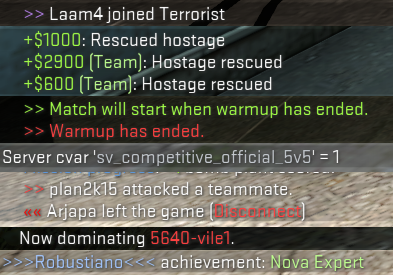 >> Laam4 joined Terrorist
+$1000: Rescued hostage
+$2900 (Team): Hostage rescued
+$600 (Team): Hostage rescued
>> Match will start when warmup has ended.
>> Warmup has ended.
Server cvar 'sv_competitive_official_5v5' = 1
>> plan2k15 attacked a teammate.
«« Arjapa left the game (Disconnect)
Now dominating 5640-vile1.
>>>Robustiano<<< achievement: Nova Expert